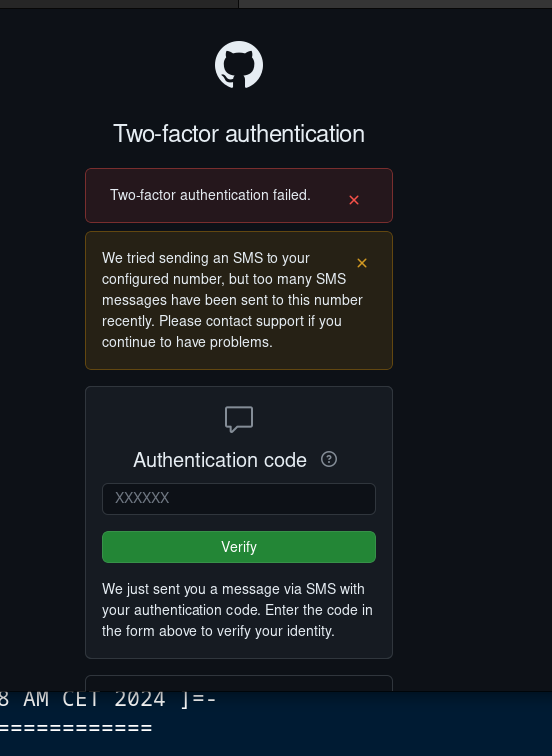 Two-factor authentication
Two-factor authentication failed.
We tried sending an SMS to your
configured number, but too many SMS
messages have been sent to this number
recently. Please contact support if you
continue to have problems.
Authentication code
XXXXXX
Verify
We just sent you a message via SMS with
your authentication code. Enter the code in
the form above to verify your identity.
8 AM CET 2024 ]=-
============